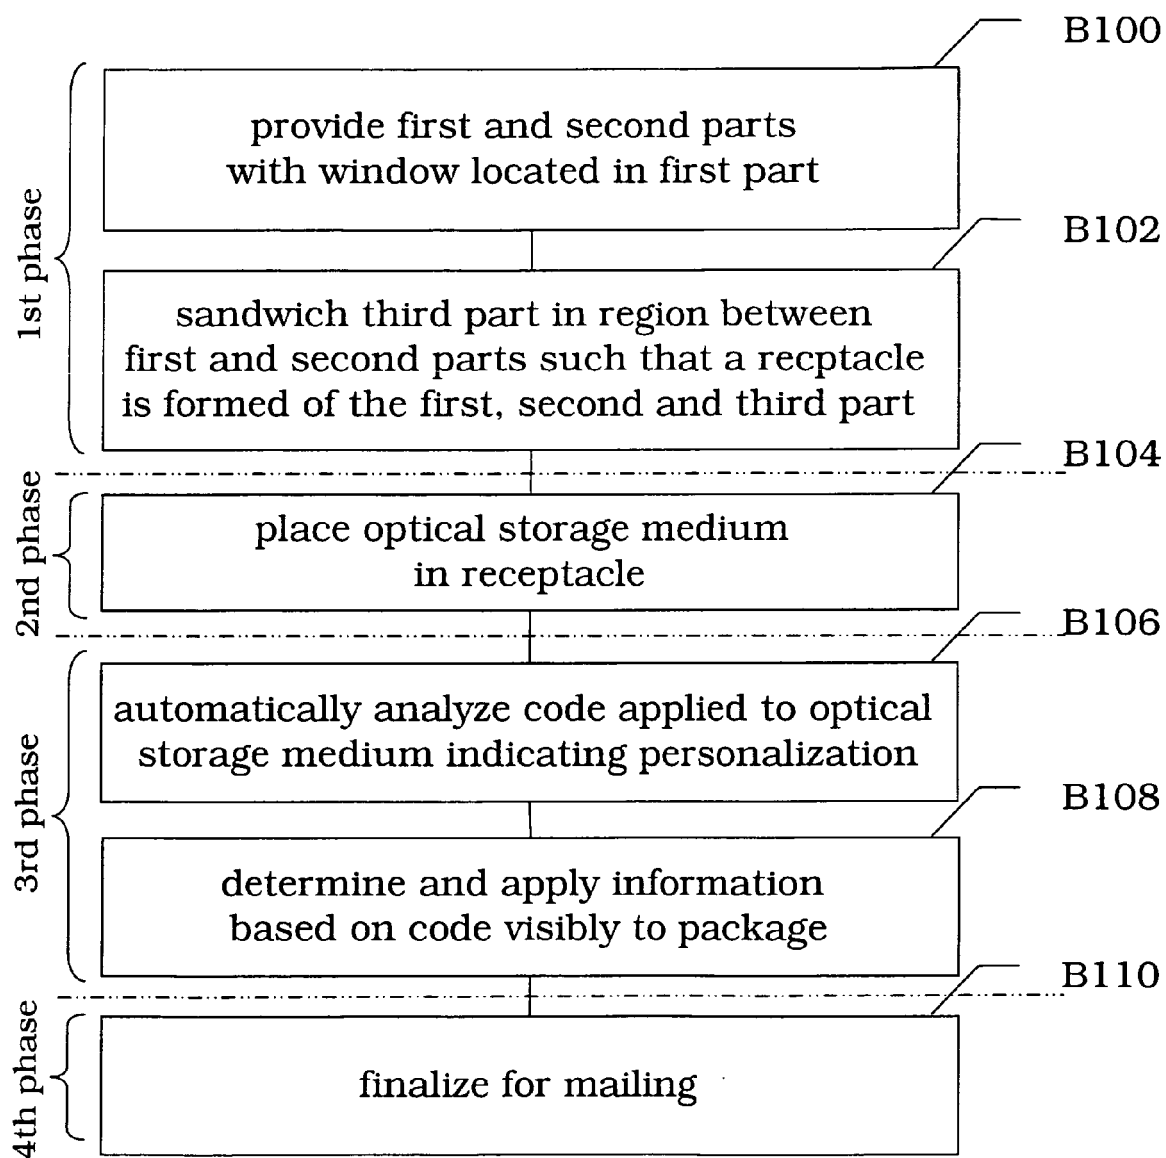 B100
provide first and second parts
with window located in first part
1st phase
B102
sandwich third part in region between
first and second parts such that a recptacle
is formed of the first, second and third part
B104
place optical storage medium
in receptacle
2nd phase
B106
automatically analyze code applied to optical
storage medium indicating personalization
3rd phase
B108
determine and apply information
based on code visibly to package
B110
finalize for mailing
4th phase